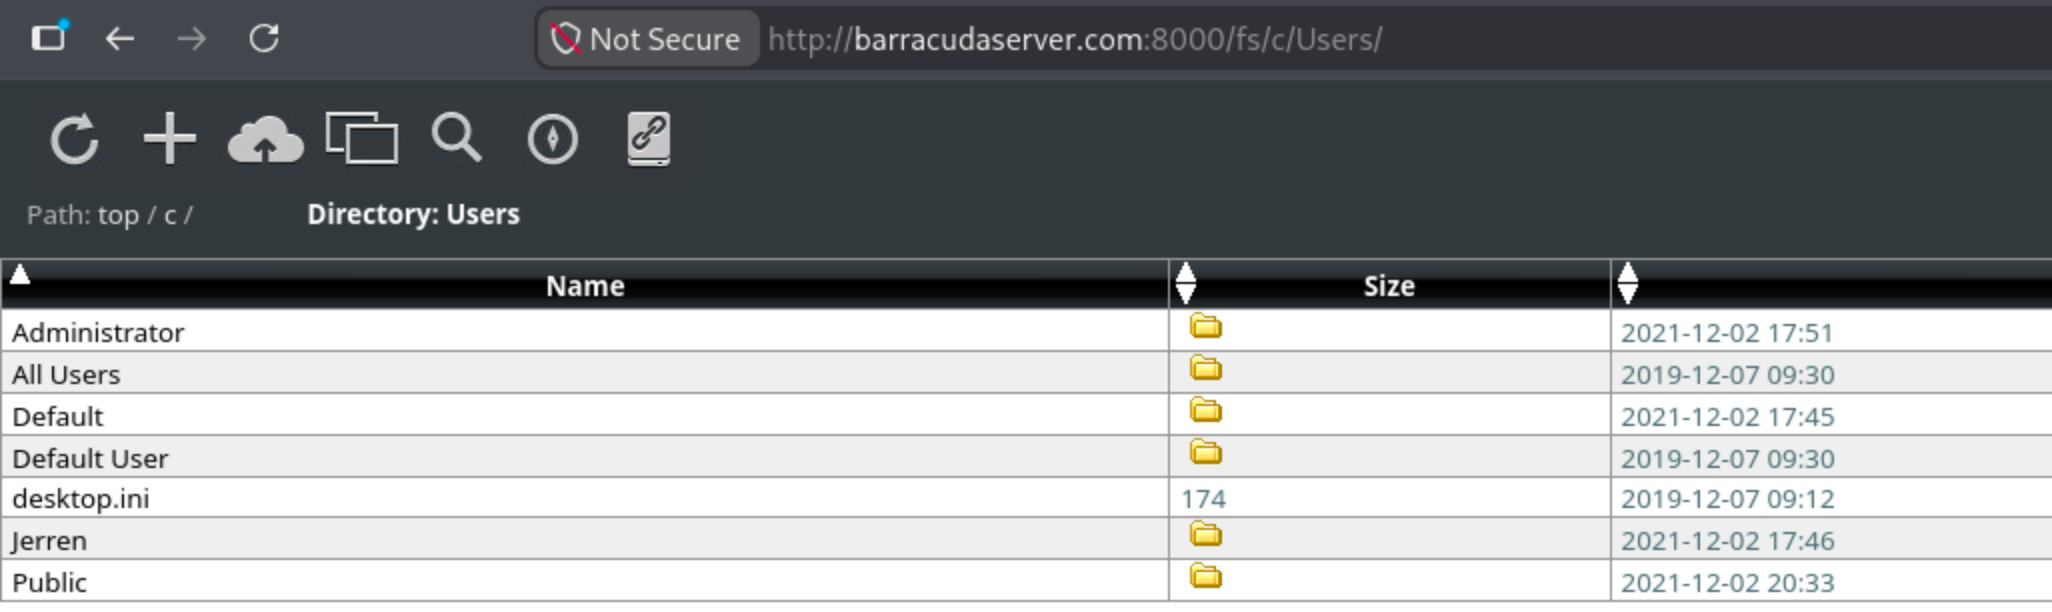 Not Secure http://barracudaserver.com:8000/fs/c/Users/
Path: top / c / Directory: Users
Name Size
Administrator 2021-12-02 17:51
All Users 2019-12-07 09:30
Default 2021-12-02 17:45
Default User 2019-12-07 09:30
desktop.ini 174 2019-12-07 09:12
Jerren 2021-12-02 17:46
Public 2021-12-02 20:33